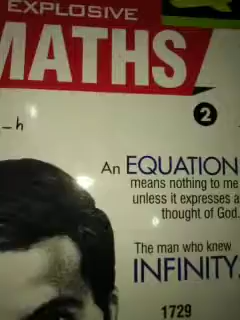 EXPLOSIVE
MATHS
2
_h
An EQUATION
means nothing to me
unless it expresses a
thought of God.
The man who knew
INFINITY.
1729